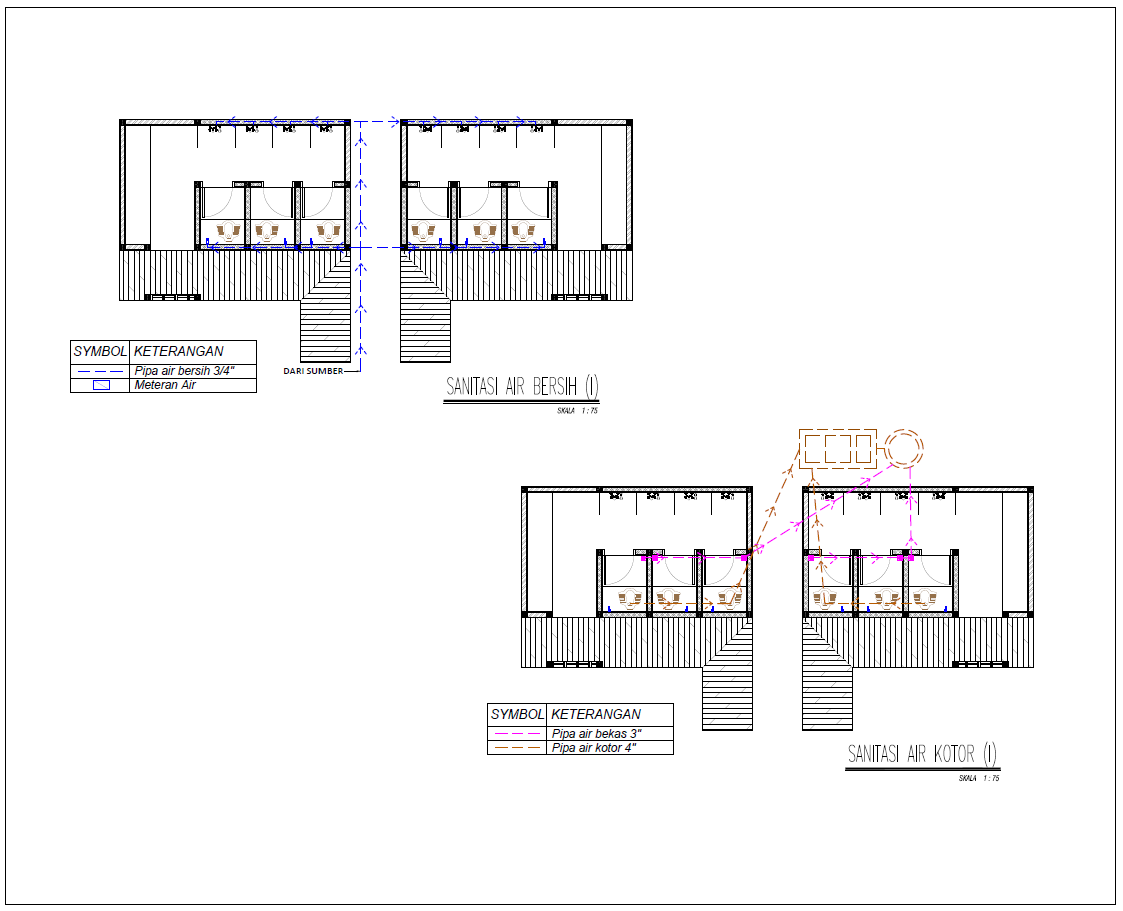 SYMBOL KETERANGAN
Pipa air bersih 3/4"
Meteran Air
DARI SUMBER
SANITASI AIR BERSIH (I)
SKALA 1 : 75
SYMBOL KETERANGAN
Pipa air bekas 3"
Pipa air kotor 4"
SANITASI AIR KOTOR (I)
SKALA 1 : 75